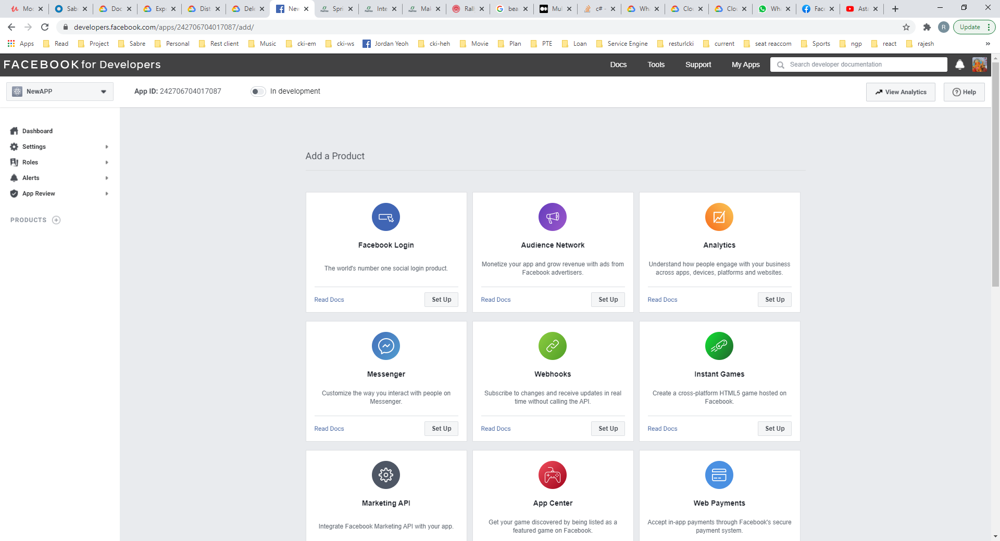 Moc Sab Doc Exp Dist Dele New Spri Inte Mak Rall bea Mul c# - Wha Clou Clou Wha Face Asta
developers.facebook.com/apps/242706704017087/add/ R Update
Apps Read Project Sabre Personal Rest client Music cki-em cki-ws Jordan Yeoh cki-heh Movie Plan PTE Loan Service Engine resturlcki current seat reaccom Sports ngp react rajesh »
FACEBOOK for Developers Docs Tools Support My Apps Search developer documentation
NewAPP App ID: 242706704017087 In development View Analytics Help
Dashboard
Settings
Roles
Alerts
App Review
PRODUCTS
Add a Product
Facebook Login
The world's number one social login product.
Read Docs Set Up
Audience Network
Monetize your app and grow revenue with ads from
Facebook advertisers.
Read Docs Set Up
Analytics
Understand how people engage with your business
across apps, devices, platforms and websites.
Read Docs Set Up
Messenger
Customize the way you interact with people on
Messenger.
Read Docs Set Up
Webhooks
Subscribe to changes and receive updates in real
time without calling the API.
Read Docs Set Up
Instant Games
Create a cross-platform HTML5 game hosted on
Facebook.
Read Docs Set Up
Marketing API
Integrate Facebook Marketing API with your app.
App Center
Get your game discovered by being listed as a
featured game on Facebook.
Web Payments
Accept in-app payments through Facebook's secure
payment system.